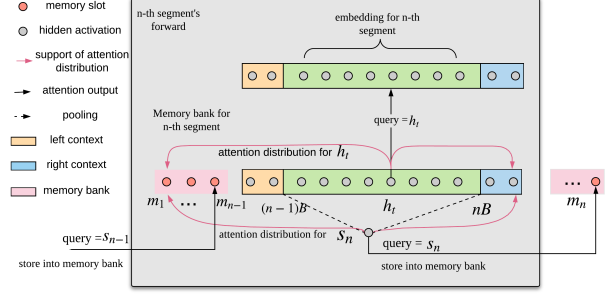 memory slot
hidden activation
support of attention
distribution
attention output
pooling
left context
right context
memory bank
n-th segment's
forward
embedding for n-th
segment
query = h_t
Memory bank for
n-th segment
attention distribution for h_t
m_1 ... m_{n-1}
(n − 1)B
h_t
nB
... m_n
query = s_{n-1}
attention distribution for s_n
query = s_n
store into memory bank
store into memory bank